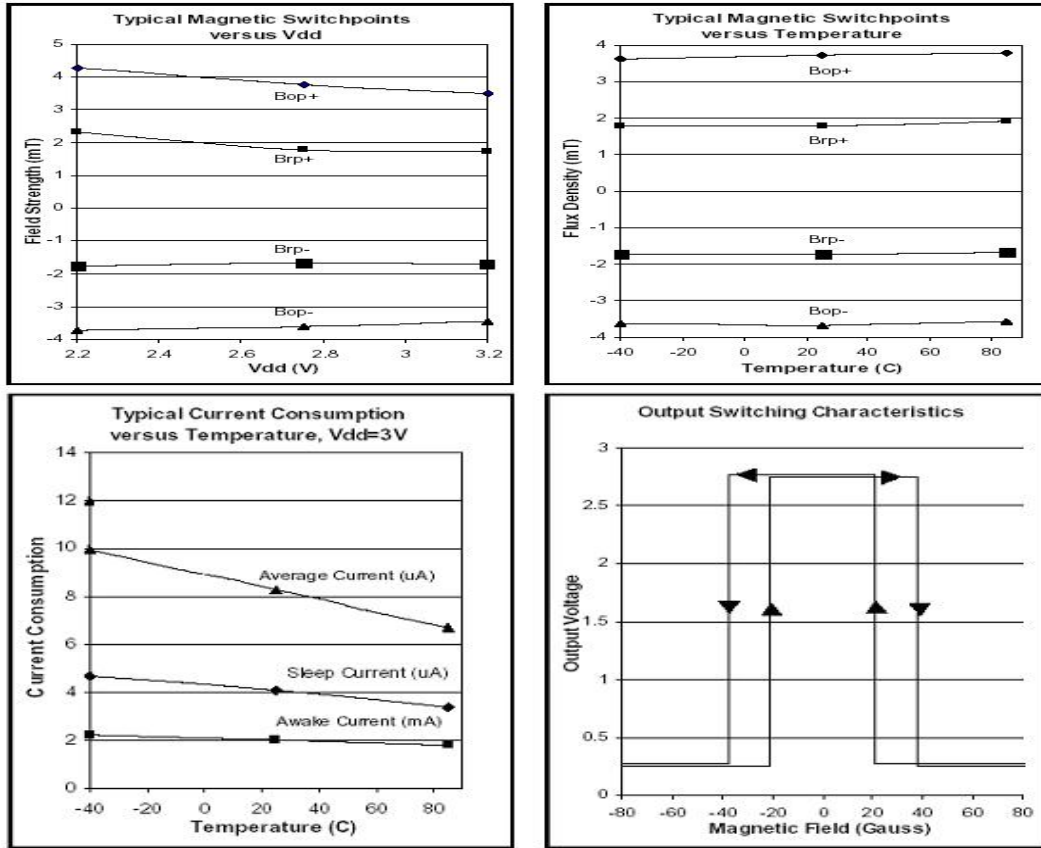 Typical Magnetic Switchpoints
versus Vdd
5
4
3
2
1
0
-1
-2
-3
-4
Field Strength (mT)
Bop+
Brp+
Brp-
Bop-
2.2
2.4
2.6
2.8
3
3.2
Vdd (V)
Typical Magnetic Switchpoints
versus Temperature
4
3
2
1
0
-1
-2
-3
-4
Flux Density (mT)
Bop+
Brp+
Brp-
Bop-
-40
-20
0
20
40
60
80
Temperature (C)
Typical Current Consumption
versus Temperature, Vdd=3V
14
12
10
8
6
4
2
0
Current Consumption
Average Current (uA)
Sleep Current (uA)
Awake Current (mA)
-40
-20
0
20
40
60
80
Temperature (C)
Output Switching Characteristics
3
2.5
2
1.5
1
0.5
0
Output Voltage
-80
-60
-40
-20
0
20
40
60
80
Magnetic Field (Gauss)